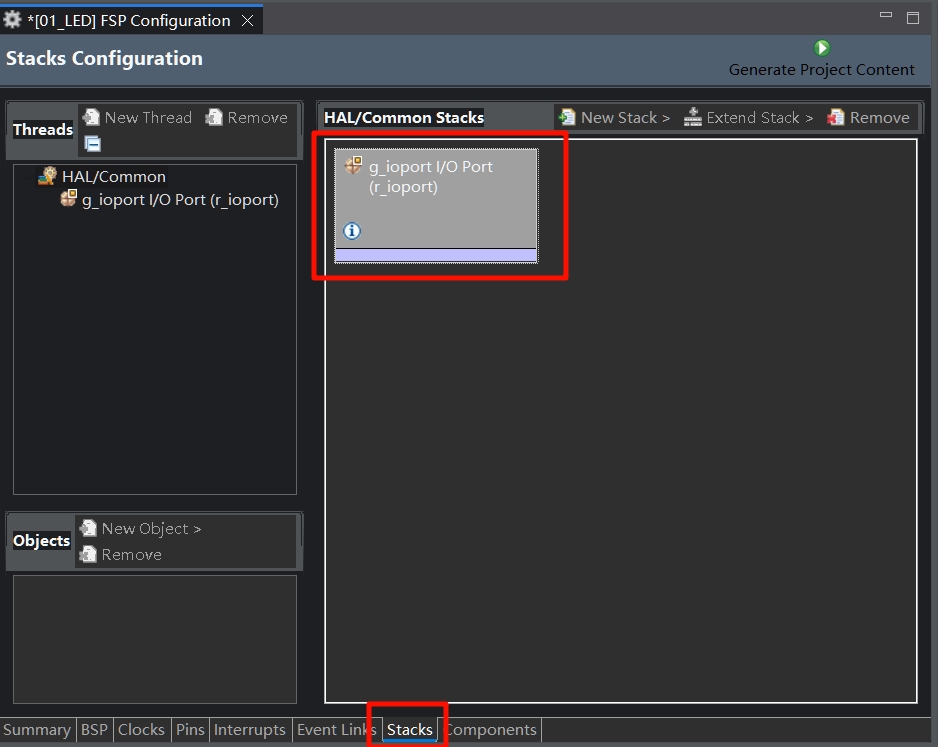 *[01_LED] FSP Configuration
Stacks Configuration
Generate Project Content
Threads
New Thread
Remove
HAL/Common
g_ioport I/O Port (r_ioport)
HAL/Common Stacks
New Stack >
Extend Stack >
Remove
g_ioport I/O Port
(r_ioport)
Objects
New Object >
Remove
Summary
BSP
Clocks
Pins
Interrupts
Event Links
Stacks
Components